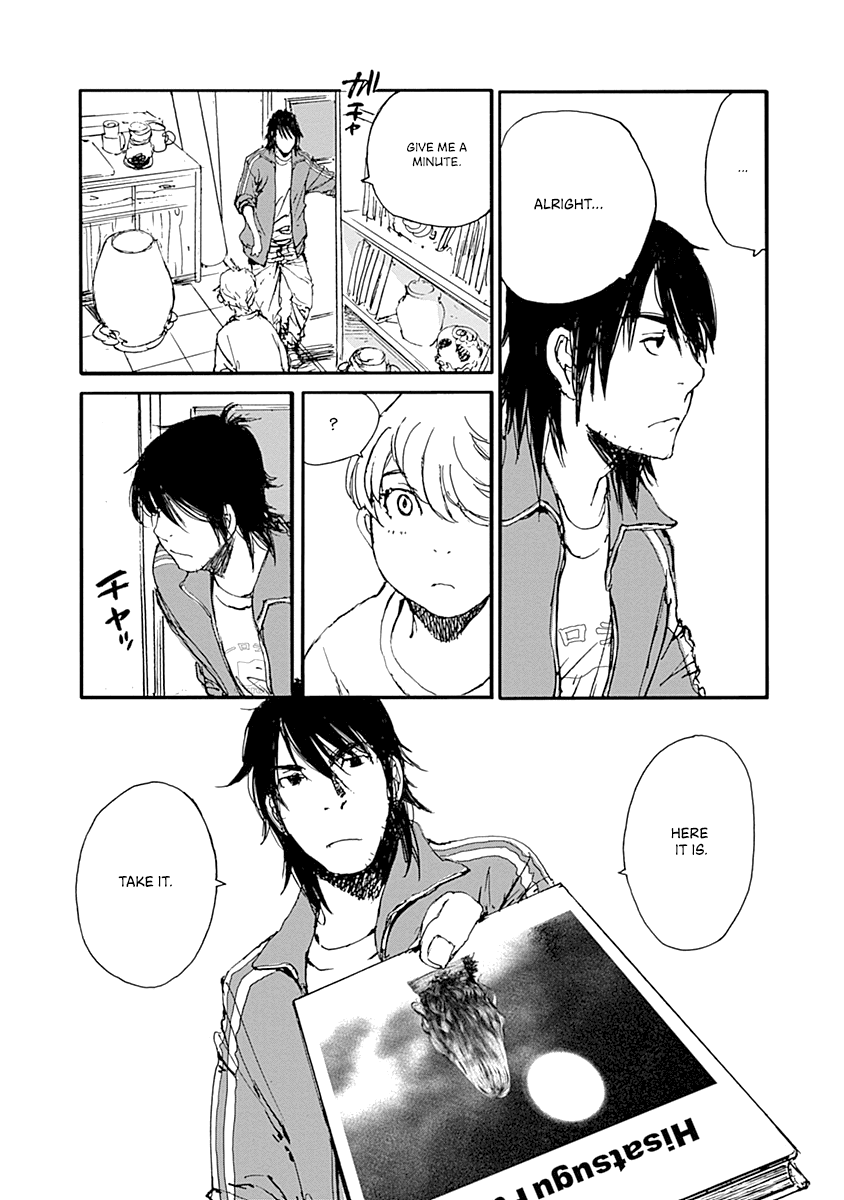 ...
ALRIGHT...
GIVE ME A
MINUTE.
ガ
チャ
?
チャッ
HERE
IT IS.
TAKE IT.
Hisatsugu